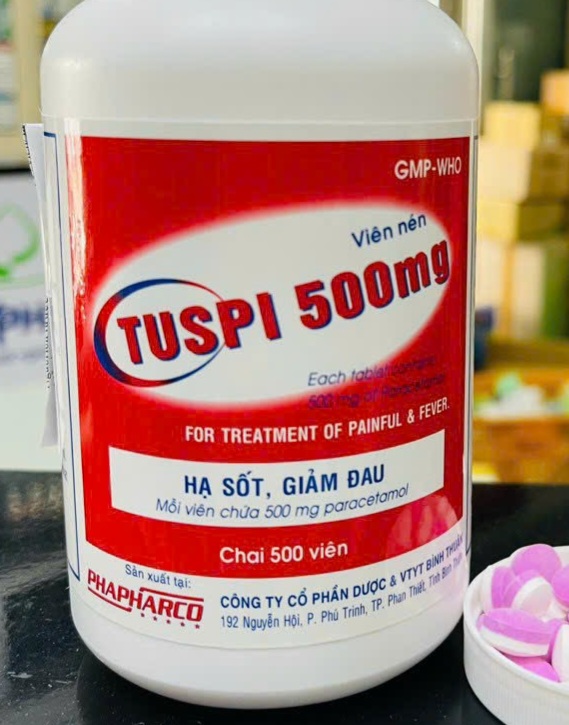 GMP-WHO
Viên nén
TUSPI 500mg
Each tablet contains
500 mg of Paracetamol
FOR TREATMENT OF PAINFUL & FEVER.
HẠ SỐT, GIẢM ĐAU
Mỗi viên chứa 500 mg paracetamol
Chai 500 viên
Sản xuất tại:
PHAPHARCO
CÔNG TY CỔ PHẦN DƯỢC & VTYT BÌNH THUẬN
192 Nguyễn Hội, P. Phú Trinh, TP. Phan Thiết, Tỉnh Bình